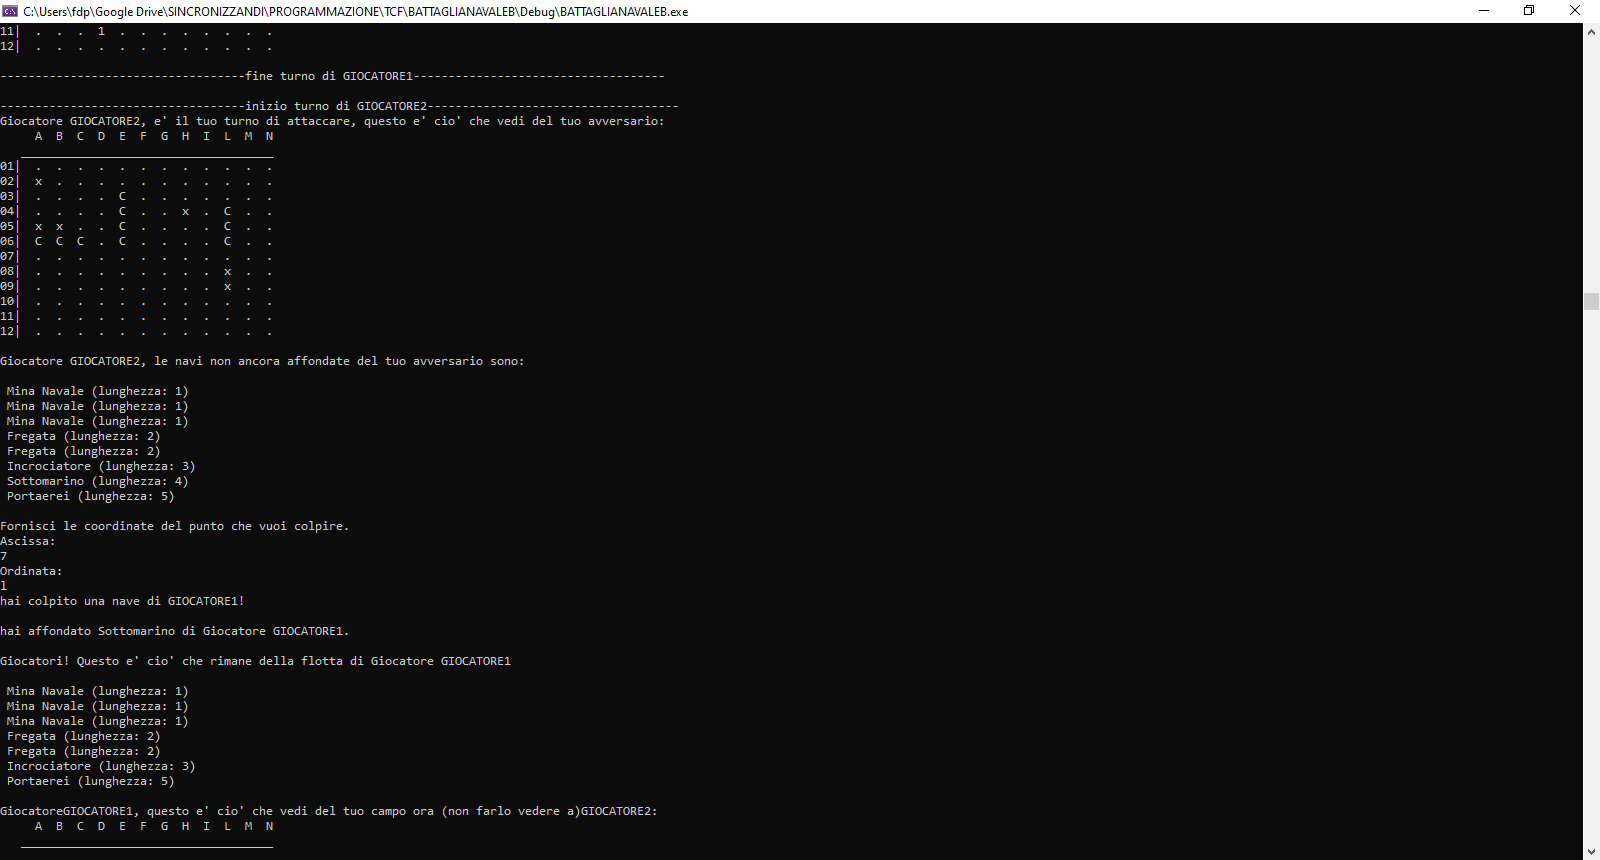 C:\Users\fdp\Google Drive\SINCRONIZZANDI\PROGRAMMAZIONE\TCF\BATTAGLIANAVALEB\Debug\BATTAGLIANAVALEB.exe
11|  .  .  .  1  .  .  .  .  .  .  .  .
12|  .  .  .  .  .  .  .  .  .  .  .  .
-----------------------------------fine turno di GIOCATORE1------------------------------------
-----------------------------------inizio turno di GIOCATORE2------------------------------------
Giocatore GIOCATORE2, e' il tuo turno di attaccare, questo e' cio' che vedi del tuo avversario:
     A  B  C  D  E  F  G  H  I  L  M  N
   ____________________________________
01|  .  .  .  .  .  .  .  .  .  .  .  .
02|  x  .  .  .  .  .  .  .  .  .  .  .
03|  .  .  .  .  C  .  .  .  .  .  .  .
04|  .  .  .  .  C  .  .  x  .  C  .  .
05|  x  x  .  .  C  .  .  .  .  C  .  .
06|  C  C  C  .  C  .  .  .  .  C  .  .
07|  .  .  .  .  .  .  .  .  .  .  .  .
08|  .  .  .  .  .  .  .  .  .  x  .  .
09|  .  .  .  .  .  .  .  .  .  x  .  .
10|  .  .  .  .  .  .  .  .  .  .  .  .
11|  .  .  .  .  .  .  .  .  .  .  .  .
12|  .  .  .  .  .  .  .  .  .  .  .  .
Giocatore GIOCATORE2, le navi non ancora affondate del tuo avversario sono:
Mina Navale (lunghezza: 1)
Mina Navale (lunghezza: 1)
Mina Navale (lunghezza: 1)
Fregata (lunghezza: 2)
Fregata (lunghezza: 2)
Incrociatore (lunghezza: 3)
Sottomarino (lunghezza: 4)
Portaerei (lunghezza: 5)
Fornisci le coordinate del punto che vuoi colpire.
Ascissa:
7
Ordinata:
l
hai colpito una nave di GIOCATORE1!
hai affondato Sottomarino di Giocatore GIOCATORE1.
Giocatori! Questo e' cio' che rimane della flotta di Giocatore GIOCATORE1
Mina Navale (lunghezza: 1)
Mina Navale (lunghezza: 1)
Mina Navale (lunghezza: 1)
Fregata (lunghezza: 2)
Fregata (lunghezza: 2)
Incrociatore (lunghezza: 3)
Portaerei (lunghezza: 5)
GiocatoreGIOCATORE1, questo e' cio' che vedi del tuo campo ora (non farlo vedere a)GIOCATORE2:
     A  B  C  D  E  F  G  H  I  L  M  N
   ____________________________________